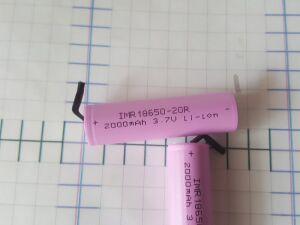 IMR18650-20R
+ 2000mAh 3.7V Li-ion -
IMR1865
+ 2000mAh 3